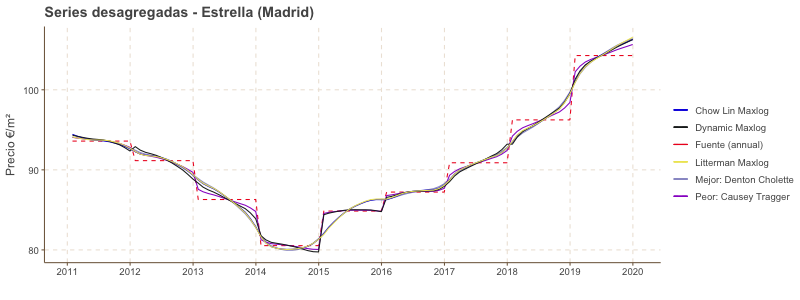 Series desagregadas - Estrella (Madrid)
Precio €/m²
100
90
80
2011 2012 2013 2014 2015 2016 2017 2018 2019 2020
Chow Lin Maxlog
Dynamic Maxlog
Fuente (annual)
Litterman Maxlog
Mejor: Denton Cholette
Peor: Causey Tragger